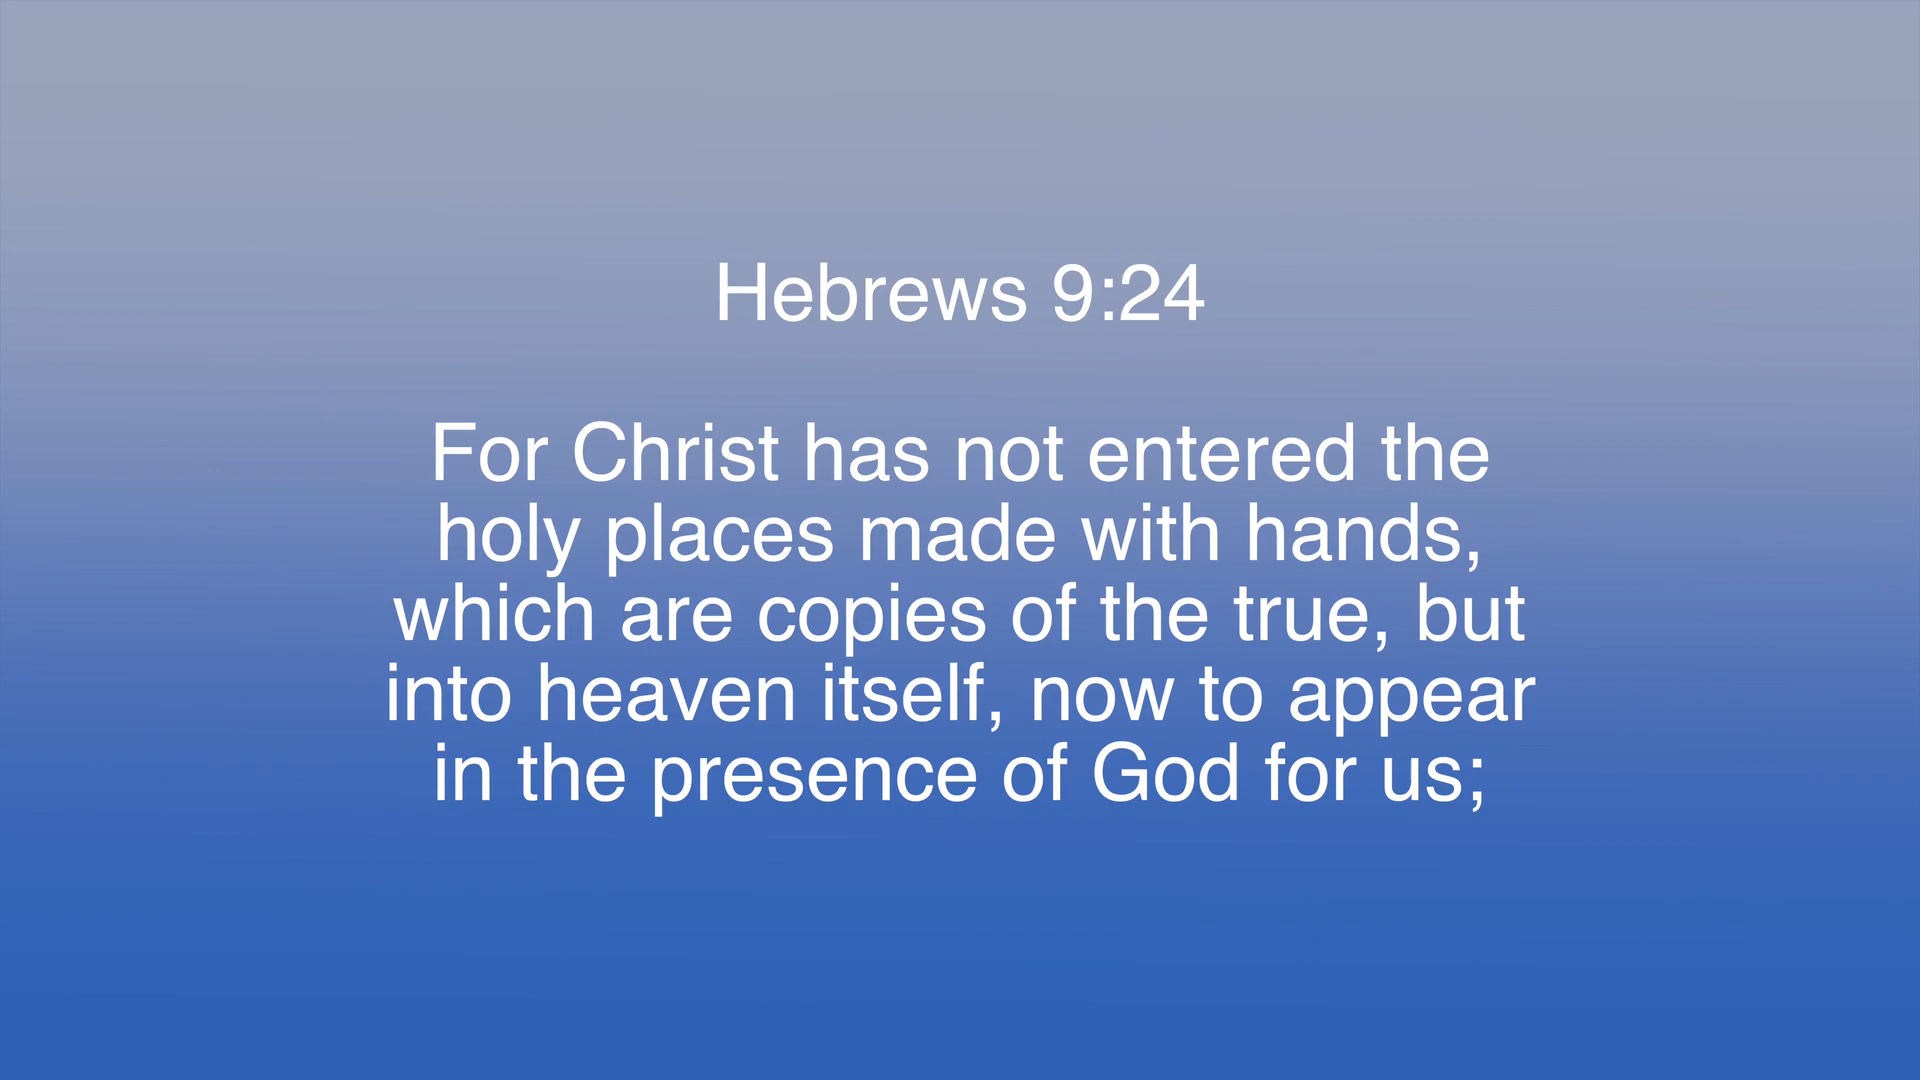 Hebrews 9:24
For Christ has not entered the
holy places made with hands,
which are copies of the true, but
into heaven itself, now to appear
in the presence of God for us;